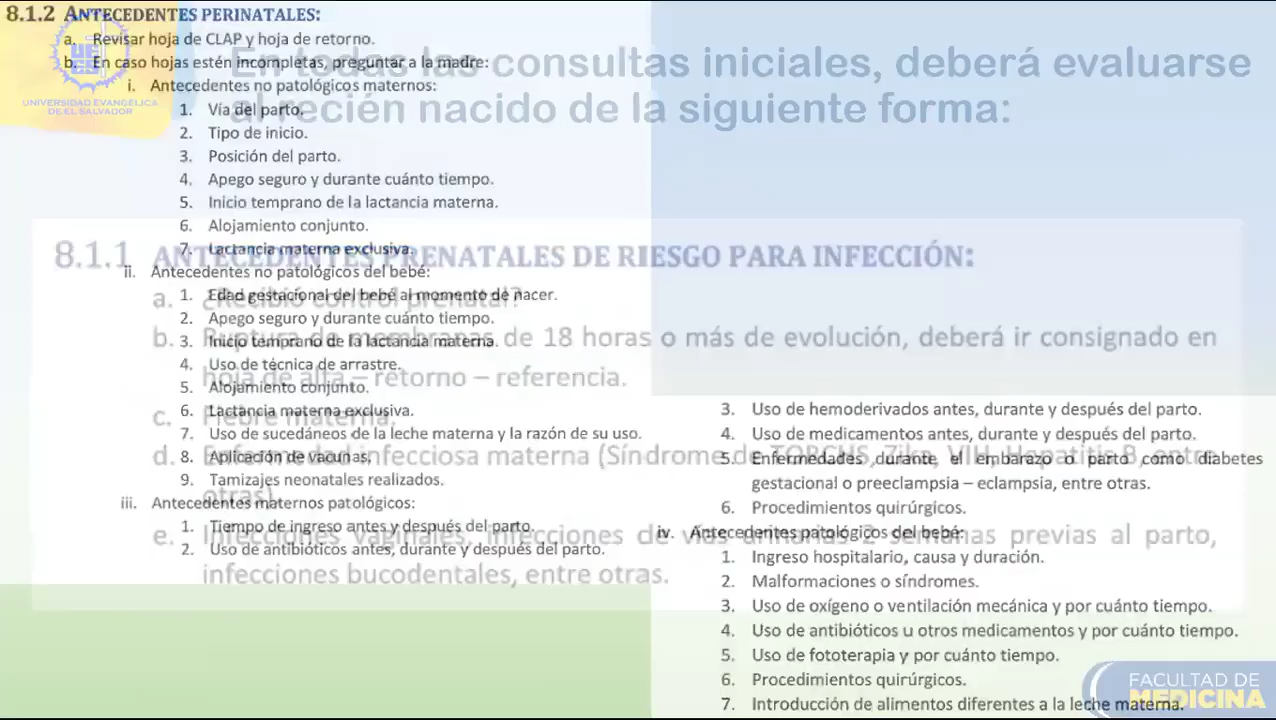 8.1.2 ANTECEDENTES PERINATALES:
a. Revisar hoja de CLAP y hoja de retorno.
b. En caso hojas estén incompletas, preguntar a la madre:
i. Antecedentes no patológicos maternos:
1. Vía del parto.
2. Tipo de inicio.
3. Posición del parto.
4. Apego seguro y durante cuánto tiempo.
5. Inicio temprano de la lactancia materna.
6. Alojamiento conjunto.
7. Lactancia materna exclusiva.
ii. Antecedentes no patológicos del bebé:
1. Edad gestacional del bebé al momento de nacer.
2. Apego seguro y durante cuánto tiempo.
3. Inicio temprano de la lactancia materna.
4. Uso de técnica de arrastre.
5. Alojamiento conjunto.
6. Lactancia materna exclusiva.
7. Uso de sucedáneos de la leche materna y la razón de su uso.
8. Aplicación de vacunas.
9. Tamizajes neonatales realizados.
iii. Antecedentes maternos patológicos:
1. Tiempo de ingreso antes y después del parto.
2. Uso de antibióticos antes, durante y después del parto.
3. Uso de hemoderivados antes, durante y después del parto.
4. Uso de medicamentos antes, durante y después del parto.
5. Enfermedades durante el embarazo o parto como diabetes
gestacional o preeclampsia – eclampsia, entre otras.
6. Procedimientos quirúrgicos.
iv. Antecedentes patológicos del bebé:
1. Ingreso hospitalario, causa y duración.
2. Malformaciones o síndromes.
3. Uso de oxígeno o ventilación mecánica y por cuánto tiempo.
4. Uso de antibióticos u otros medicamentos y por cuánto tiempo.
5. Uso de fototerapia y por cuánto tiempo.
6. Procedimientos quirúrgicos.
7. Introducción de alimentos diferentes a la leche materna.
En todas las consultas iniciales, deberá evaluarse
al recién nacido de la siguiente forma:
8.1.1 ANTECEDENTES PRENATALES DE RIESGO PARA INFECCIÓN:
a. ¿Recibió control prenatal?
b. Ruptura de membranas de 18 horas o más de evolución, deberá ir consignado en
hoja de alta – retorno – referencia.
c. Fiebre materna.
d. Enfermedad infecciosa materna (Síndrome de TORCHS, Zika, VIH, Hepatitis B, entre
otras).
e. Infecciones vaginales, infecciones de vías urinarias 2 semanas previas al parto,
infecciones bucodentales, entre otras.
UNIVERSIDAD EVANGÉLICA
DE EL SALVADOR
FACULTAD DE
MEDICINA